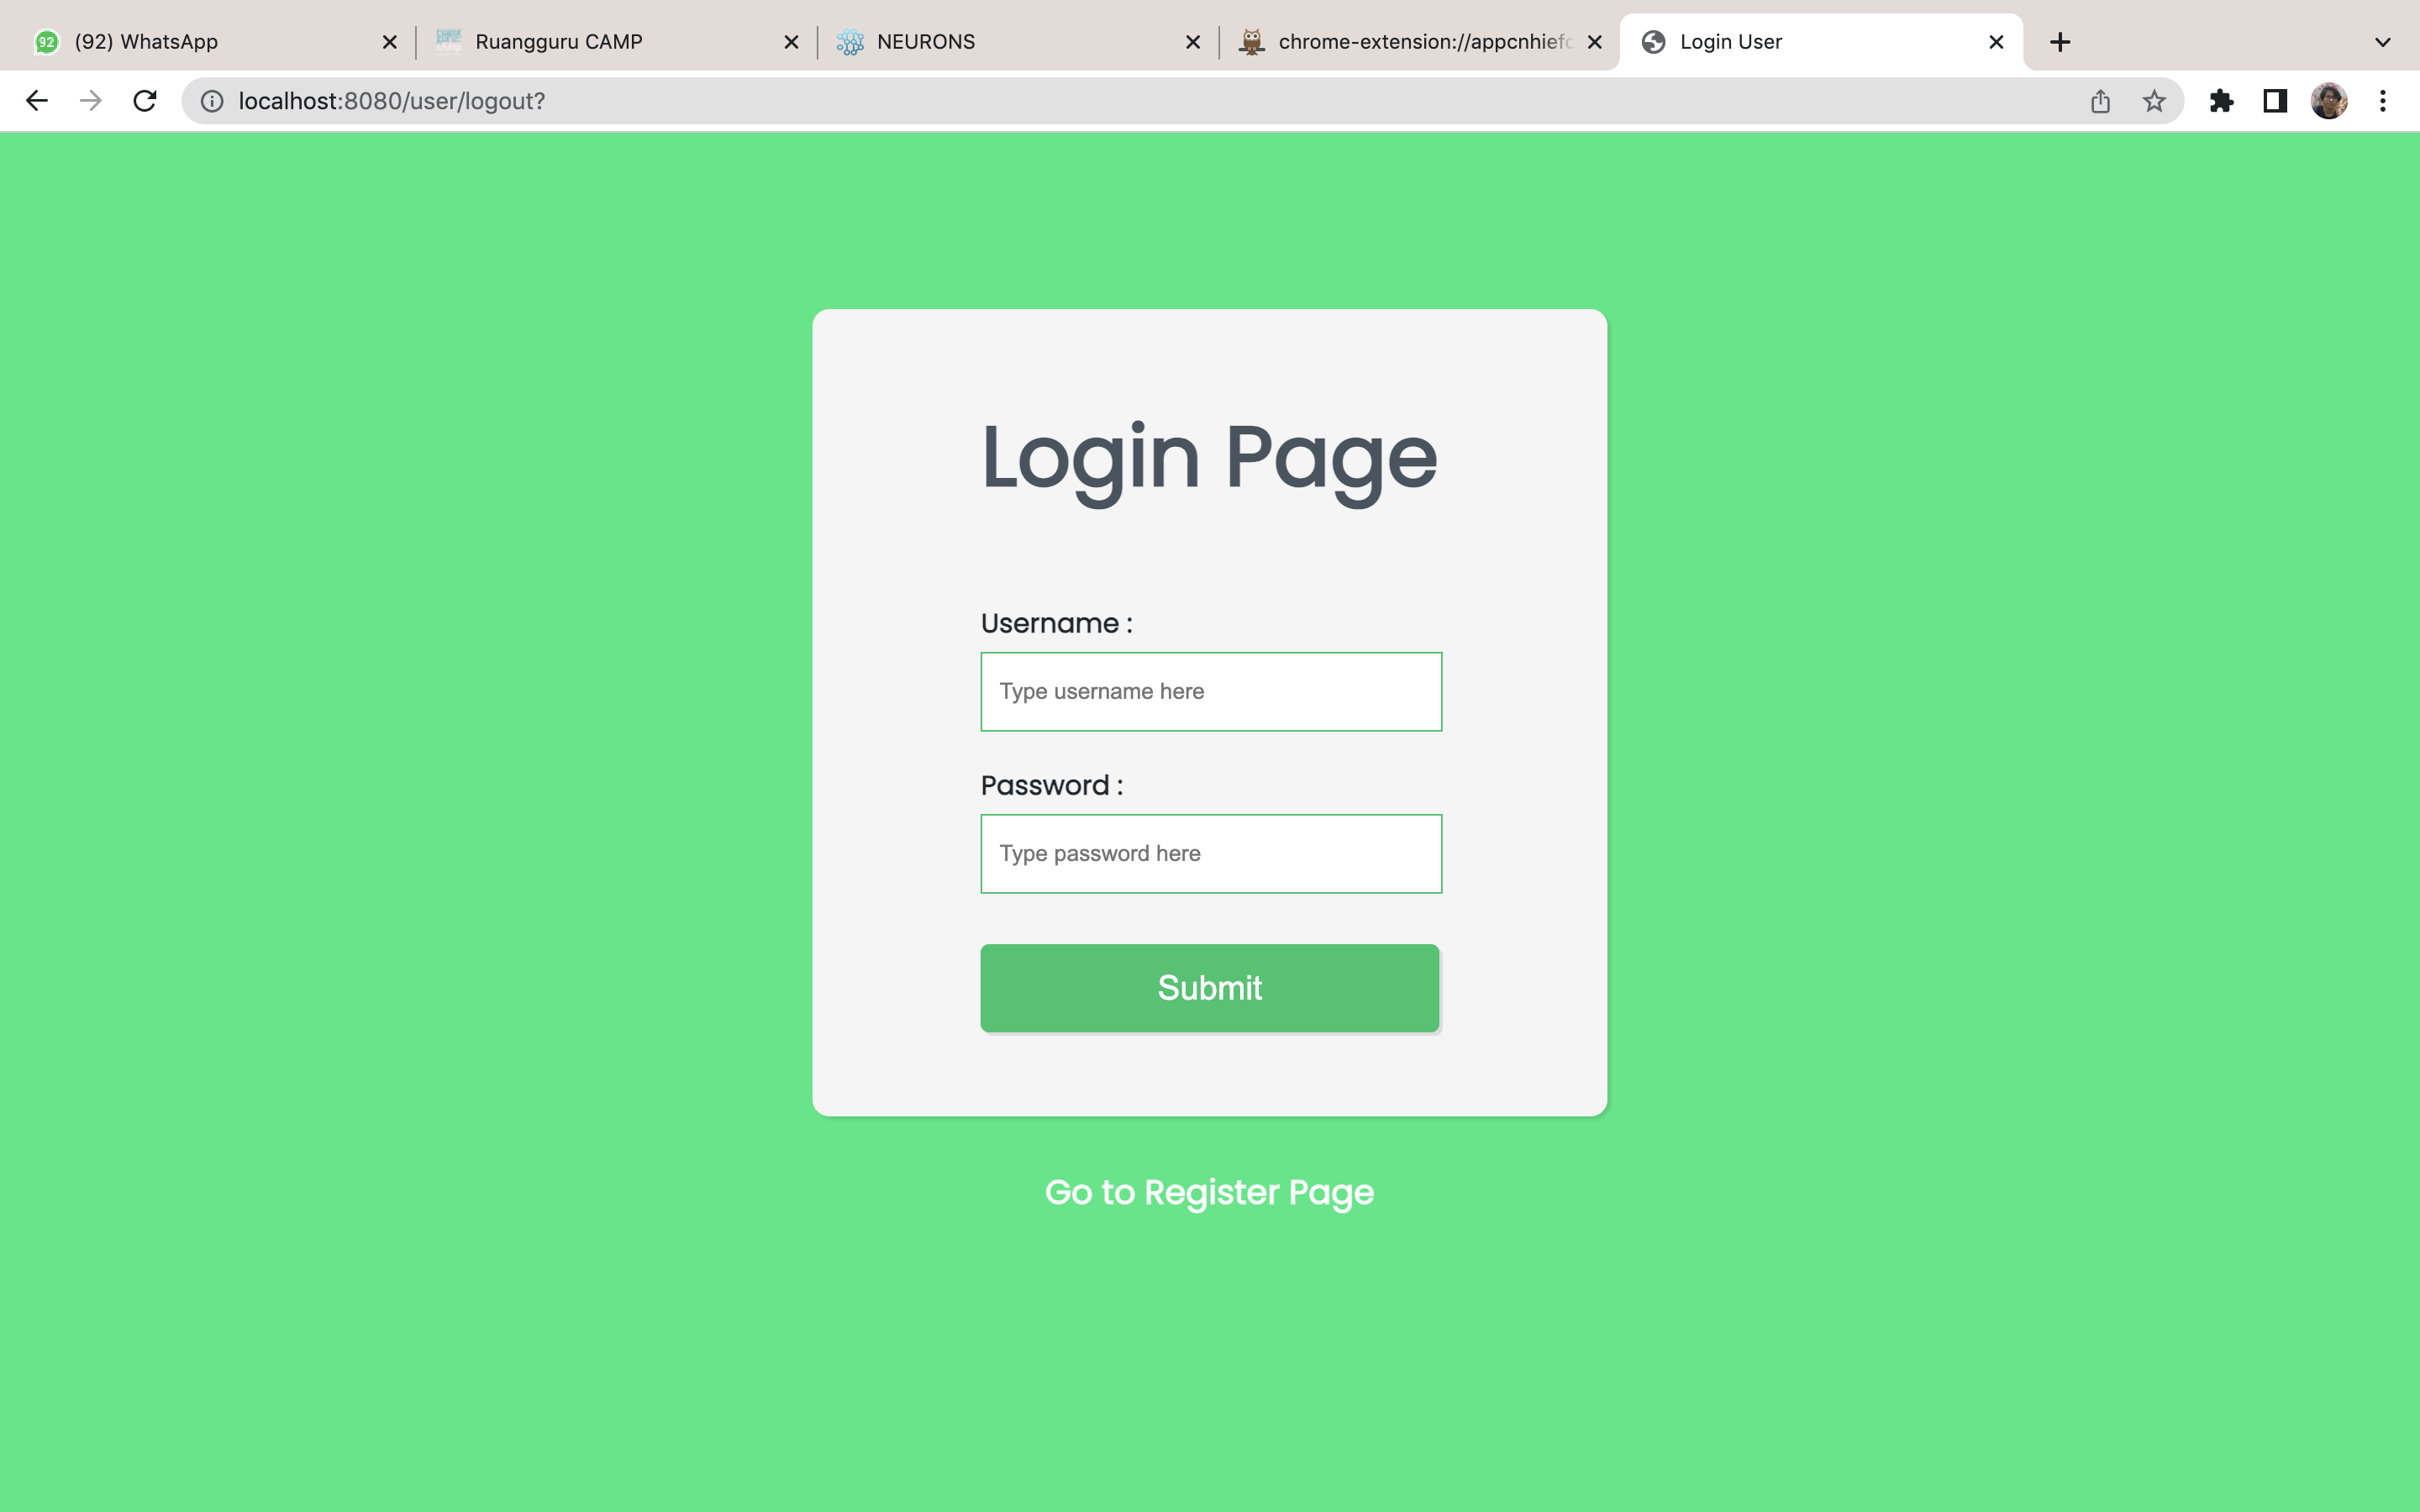 92 (92) WhatsApp
Ruangguru CAMP
NEURONS
chrome-extension://appcnhiefc
Login User
localhost:8080/user/logout?
Login Page
Username :
Type username here
Password :
Type password here
Submit
Go to Register Page